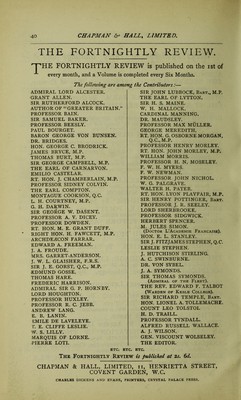 40 CHAPMAN & HALL, LIMITED.
THE FORTNIGHTLY REVIEW.
THE FORTNIGHTLY REVIEW is published on the 1st of
every month, and a Volume is completed every Six Months.
The following are among the Contributors :—
ADMIRAL LORD ALCESTER.
GRANT ALLEN.
SIR RUTHERFORD ALCOCK.
AUTHOR OF "GREATER BRITAIN."
PROFESSOR BAIN.
SIR SAMUEL BAKER.
PROFESSOR BEESLY.
PAUL BOURGET.
BARON GEORGE VON BUNSEN.
DR. BRIDGES.
HON. GEORGE C. BRODRICK.
JAMES BRYCE, M.P.
THOMAS BURT, M.P.
SIR GEORGE CAMPBELL, M.P.
THE EARL OF CARNARVON.
EMILIO CASTELAR.
RT. HON. J. CHAMBERLAIN, M.P.
PROFESSOR SIDNEY COLVIN.
THE EARL COMPTON.
MONTAGUE COOKSON, Q.C.
L. H. COURTNEY, M.P.
G. H. DARWIN.
SIR GEORGE W. DASENT.
PROFESSOR A. V. DICEY.
PROFESSOR DOWDEN.
RT. HON. M. E. GRANT DUFF.
RIGHT HON. H. FAWCETT, M.P.
ARCHDEACON FARRAR.
EDWARD A. FREEMAN.
J. A. FROUDE.
MRS. GARRET-ANDERSON.
J. W. L. GLAISHER, F.R.S.
SIR J. E. GORST, Q.C., M.P.
EDMUND GOSSE.
THOMAS HARE.
FREDERIC HARRISON.
ADMIRAL SIR G. P. HORNBY.
LORD HOUGHTON.
PROFESSOR HUXLEY.
PROFESSOR R. C. JEBB.
ANDREW LANG.
E. B. LANIN.
EMILE DE LAVELEYE.
T. E. CLIFFE LESLIE.
W. S. LILLY.
MARQUIS OF LORNE.
PIERRE LOTI.
SIR JOHN LUBBOCK, BART., M.P.
THE EARL OF LYTTON.
SIR H. S. MAINE.
W. H. MALLOCK.
CARDINAL MANNING.
DR. MAUDSLEY.
PROFESSOR MAX MÜLLER.
GEORGE MEREDITH.
RT. HON. G. OSBORNE MORGAN,
Q.C., M.P.
PROFESSOR HENRY MORLEY.
RT. HON. JOHN MORLEY, M.P.
WILLIAM MORRIS.
PROFESSOR H. N. MOSELEY.
F. W. H. MYERS.
F. W. NEWMAN.
PROFESSOR JOHN NICHOL.
W. G. PALGRAVE.
WALTER H. PATER.
RT. HON. LYON PLAYFAIR, M.P.
SIR HENRY POTTINGER, BART.
PROFESSOR J. R. SEELEY.
LORD SHERBROOKE.
PROFESSOR SIDGWICK.
HERBERT SPENCER.
M. JULES SIMON.
(DOCTOR L'ACADEMIE FRANCAISE).
HON. E. L. STANLEY.
SIR J. FITZJAMES STEPHEN, Q.C.
LESLIE STEPHEN.
J. HUTCHISON STIRLING.
A. C. SWINBURNE.
DR. VON SYBEL.
J. A. SYMONDS.
SIR THOMAS SYMONDS.
(ADMIRAL OF THE FLEET).
THE REV. EDWARD F. TALBOT
(WARDEN OF KEBLE COLLEGE).
SIR RICHARD TEMPLE, BART.
HON. LIONEL A. TOLLEMACHE.
COUNT LEO TOLSTOI.
H. D. TRAILL.
PROFESSOR TYNDALL.
ALFRED RUSSELL WALLACE.
A. J. WILSON.
GEN. VISCOUNT WOLSELEY.
THE EDITOR.
ETC. ETC. ETC.
THE FORTNIGHTLY REVIEW is published at 2s. 6d.
CHAPMAN & HALL, LIMITED, 11, HENRIETTA STREET,
COVENT GARDEN, W.C.
CHARLES DICKENS AND EVANS, PRINTERS, CRYSTAL PALACE PRESS.